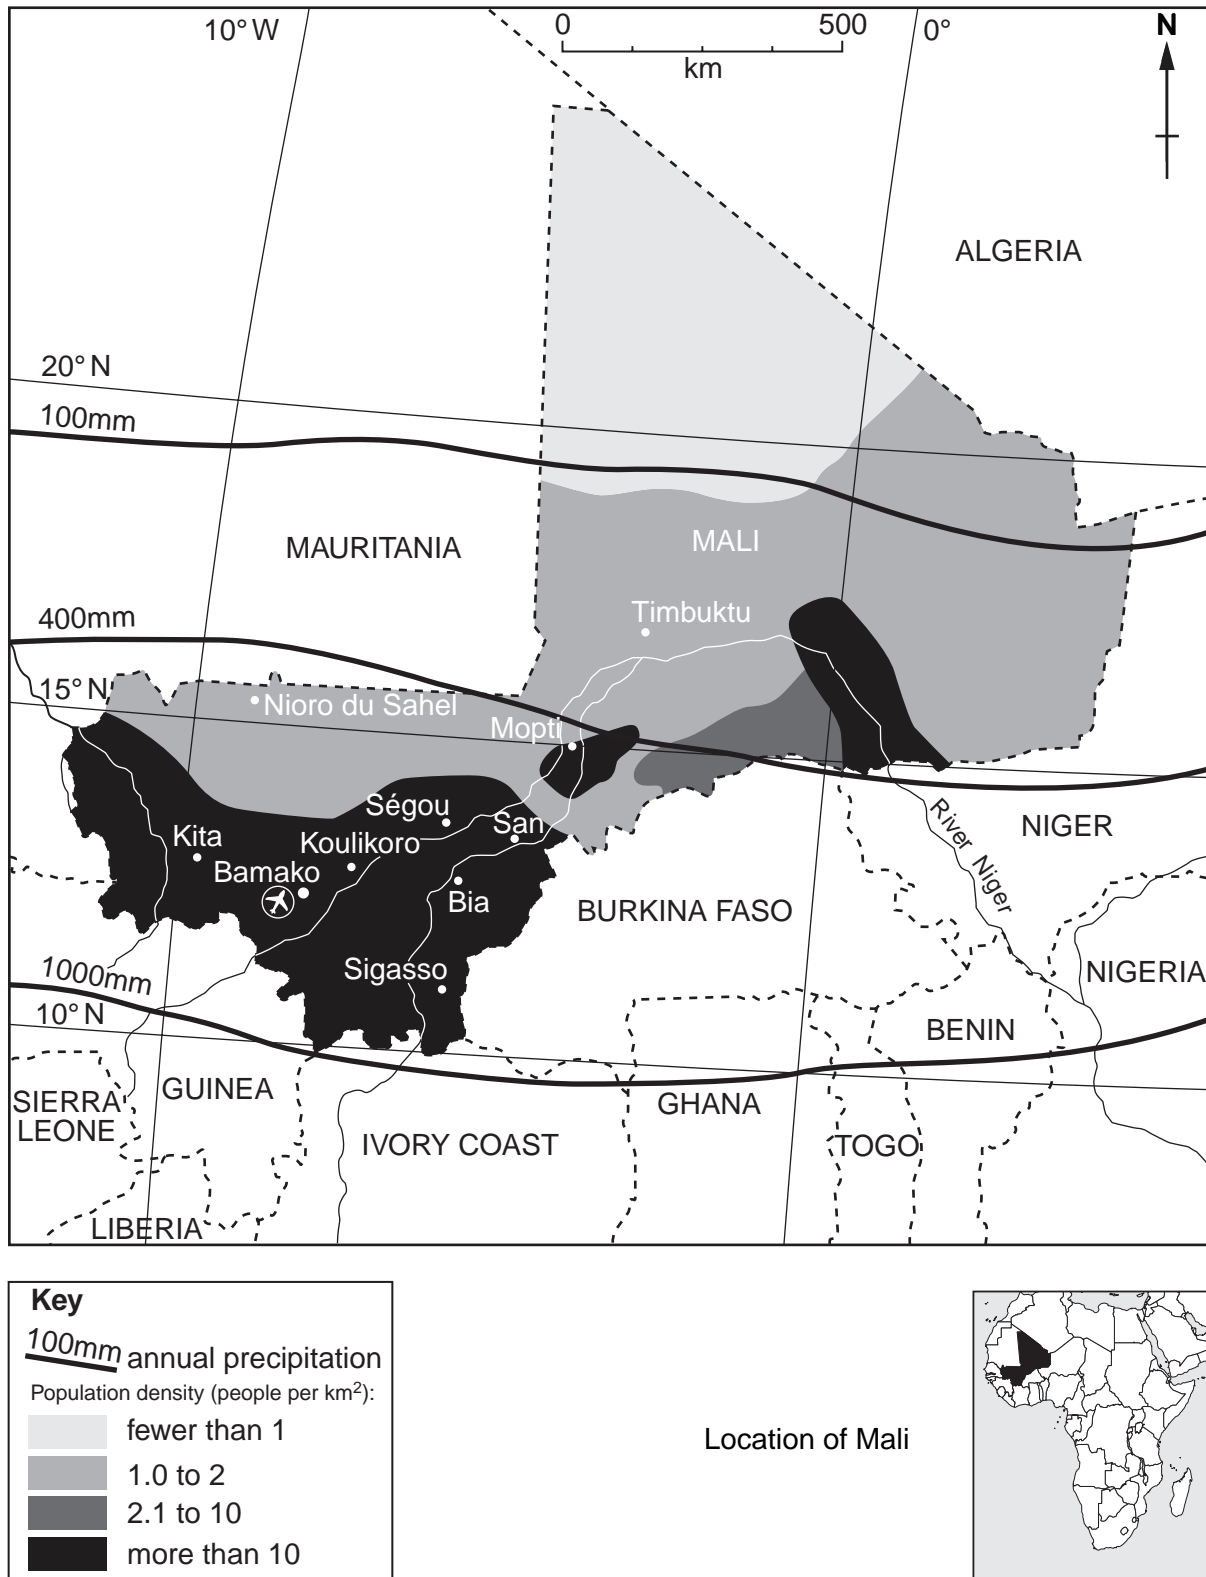 10° W
0
500
0°
N
km
ALGERIA
20° N
100mm
MAURITANIA
MALI
400mm
Timbuktu
15° N
Nioro du Sahel
Mopti
Ségou
San
Kita
Koulikoro
Bamako
Bia
River Niger
NIGER
BURKINA FASO
Sigasso
1000mm
NIGERIA
10° N
BENIN
SIERRA
LEONE
GUINEA
GHANA
IVORY COAST
TOGO
LIBERIA
Key
100mm annual precipitation
Population density (people per km²):
fewer than 1
1.0 to 2
2.1 to 10
more than 10
Location of Mali